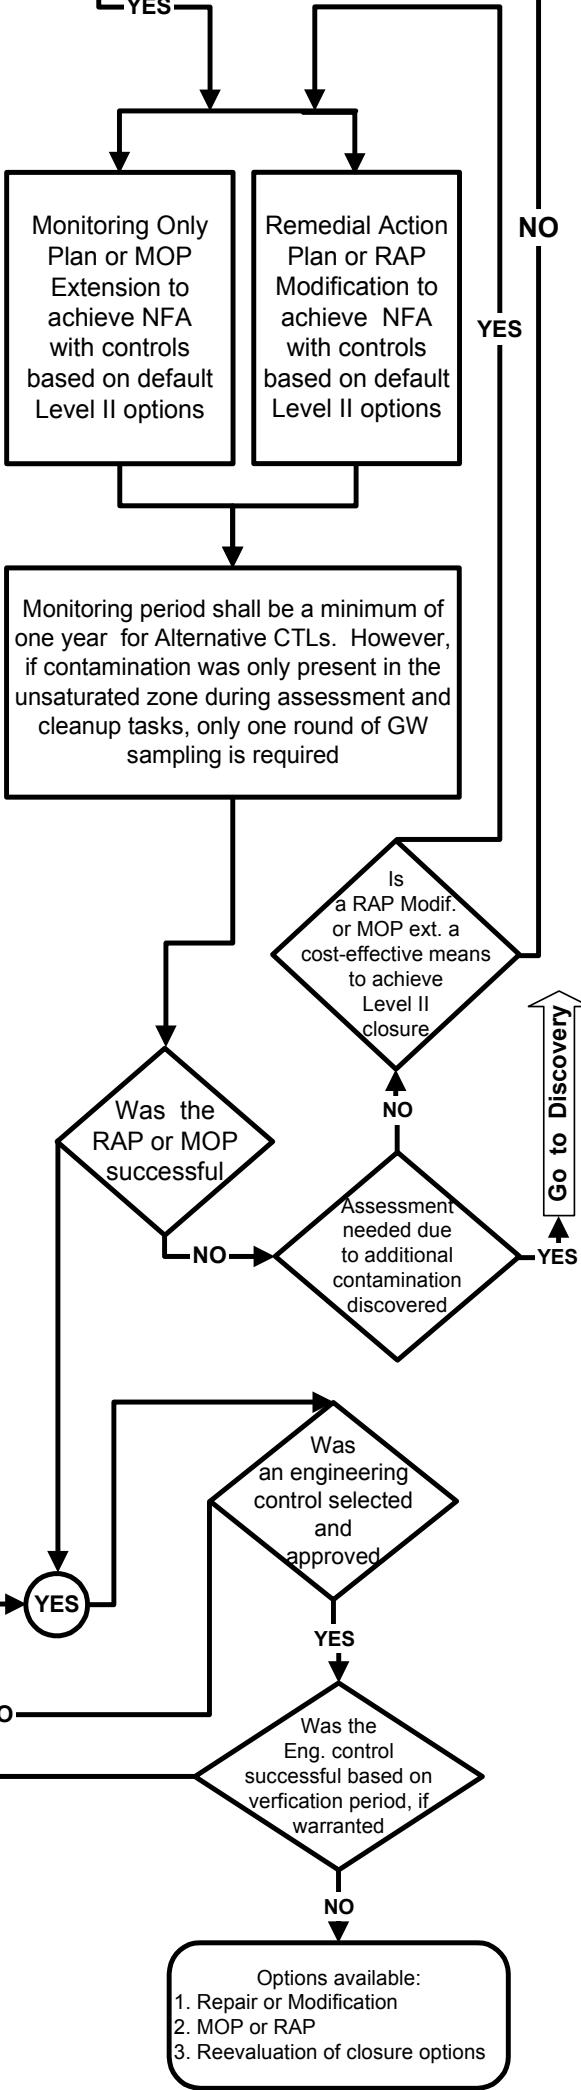 YES
Monitoring Only
Plan or MOP
Extension to
achieve NFA
with controls
based on default
Level II options
Remedial Action
Plan or RAP
Modification to
achieve NFA
with controls
based on default
Level II options
NO
YES
Monitoring period shall be a minimum of
one year for Alternative CTLs. However,
if contamination was only present in the
unsaturated zone during assessment and
cleanup tasks, only one round of GW
sampling is required
Is
a RAP Modif.
or MOP ext. a
cost-effective means
to achieve
Level II
closure
Go to Discovery
Was the
RAP or MOP
successful
NO
Assessment
needed due
to additional
contamination
discovered
NO
YES
Was
an engineering
control selected
and
approved
YES
YES
O
Was the
Eng. control
successful based on
verfication period, if
warranted
NO
Options available:
1. Repair or Modification
2. MOP or RAP
3. Reevaluation of closure options